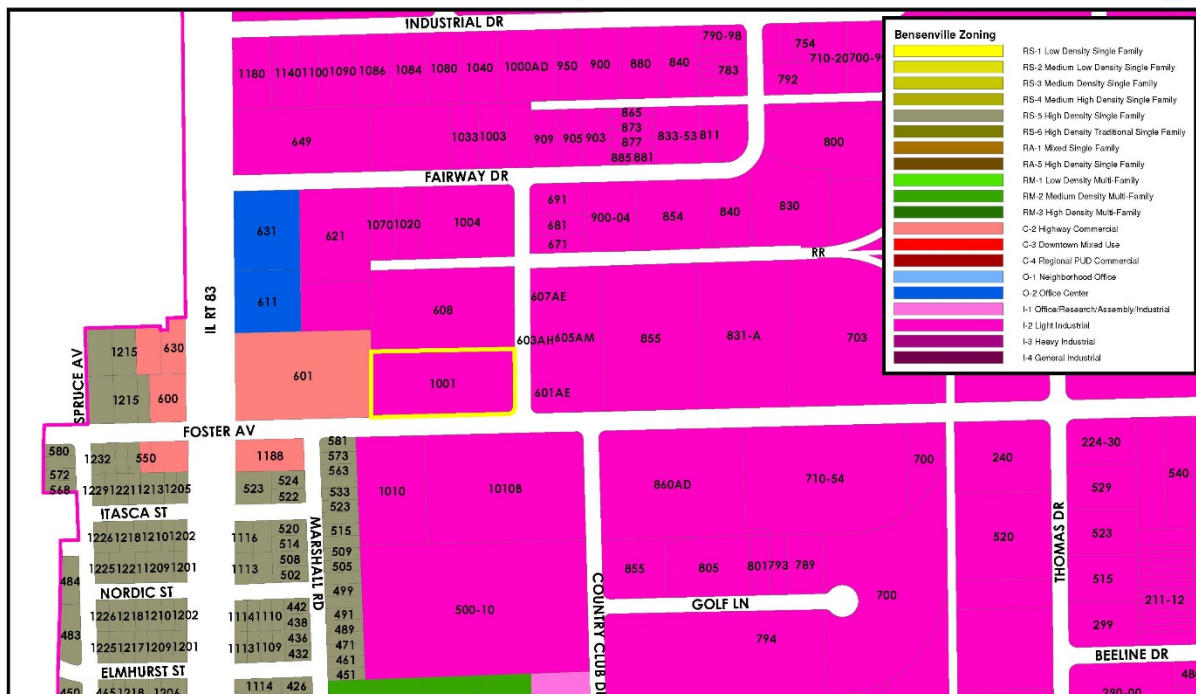 INDUSTRIAL DR
1180 1140 1100 1090 1086 1084 1080 1040 1000AD 950 900 880 840 790-98 783 754 710-20 792
649 1033 1003 909 905 903 865 873 877 885 881 833-53 811 800
FAIRWAY DR
631 621 1070 1020 1004 691 681 671 900-04 854 840 830
RR
611 608 607AE 603AH 605AM 601AE 855 831-A 703
IL RT 83
SPRUCE AV
1215 630
1215 600
601 1001
FOSTER AV
580 572 568 1232 550 1188
1229 1221 1213 1205 523 524 522
581 573 563 533 523 515 509 505 499 491 489 471 461 451
ITASCA ST
1226 1218 1210 1202 1116 520 514 508 502
1225 1221 1209 1201 1113
484 483
NORDIC ST
1226 1218 1210 1202 1114 1110 442 438 436 432
1225 1217 1209 1201 1113 1109
ELMHURST ST
450 465 1218 1206 1114 426
MARSHALL RD
1010 1010B
500-10
COUNTRY CLUB DR
860AD 710-54 700 240
855 805 801 793 789 700 520
GOLF LN
794
THOMAS DR
224-30 540 529 523 515 299 211-12
BEELINE DR
Bensenville Zoning
RS-1 Low Density Single Family
RS-2 Medium Low Density Single Family
RS-3 Medium Density Single Family
RS-4 Medium High Density Single Family
RS-5 High Density Single Family
RS-6 High Density Traditional Single Family
RA-1 Mixed Single Family
RA-5 High Density Single Family
RM-1 Low Density Multi-Family
RM-2 Medium Density Multi-Family
RM-3 High Density Multi-Family
C-2 Highway Commercial
C-3 Downtown Mixed Use
C-4 Regional PUD Commercial
O-1 Neighborhood Office
O-2 Office Center
I-1 Office/Research/Assembly/Industrial
I-2 Light Industrial
I-3 Heavy Industrial
I-4 General Industrial